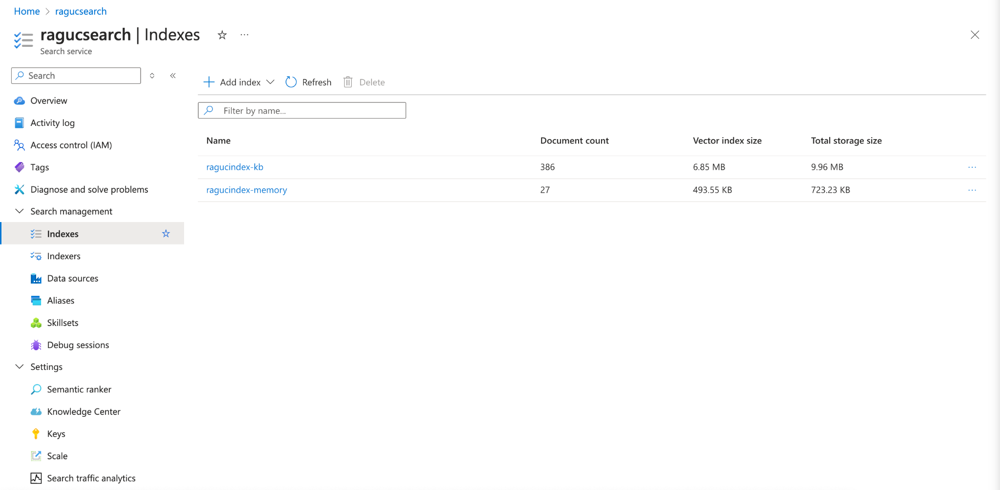 Home > ragucsearch
ragucsearch | Indexes
Search service
Search
Overview
Activity log
Access control (IAM)
Tags
Diagnose and solve problems
Search management
Indexes
Indexers
Data sources
Aliases
Skillsets
Debug sessions
Settings
Semantic ranker
Knowledge Center
Keys
Scale
Search traffic analytics
Add index Refresh Delete
Filter by name...
Name Document count Vector index size Total storage size
ragucindex-kb 386 6.85 MB 9.96 MB
ragucindex-memory 27 493.55 KB 723.23 KB